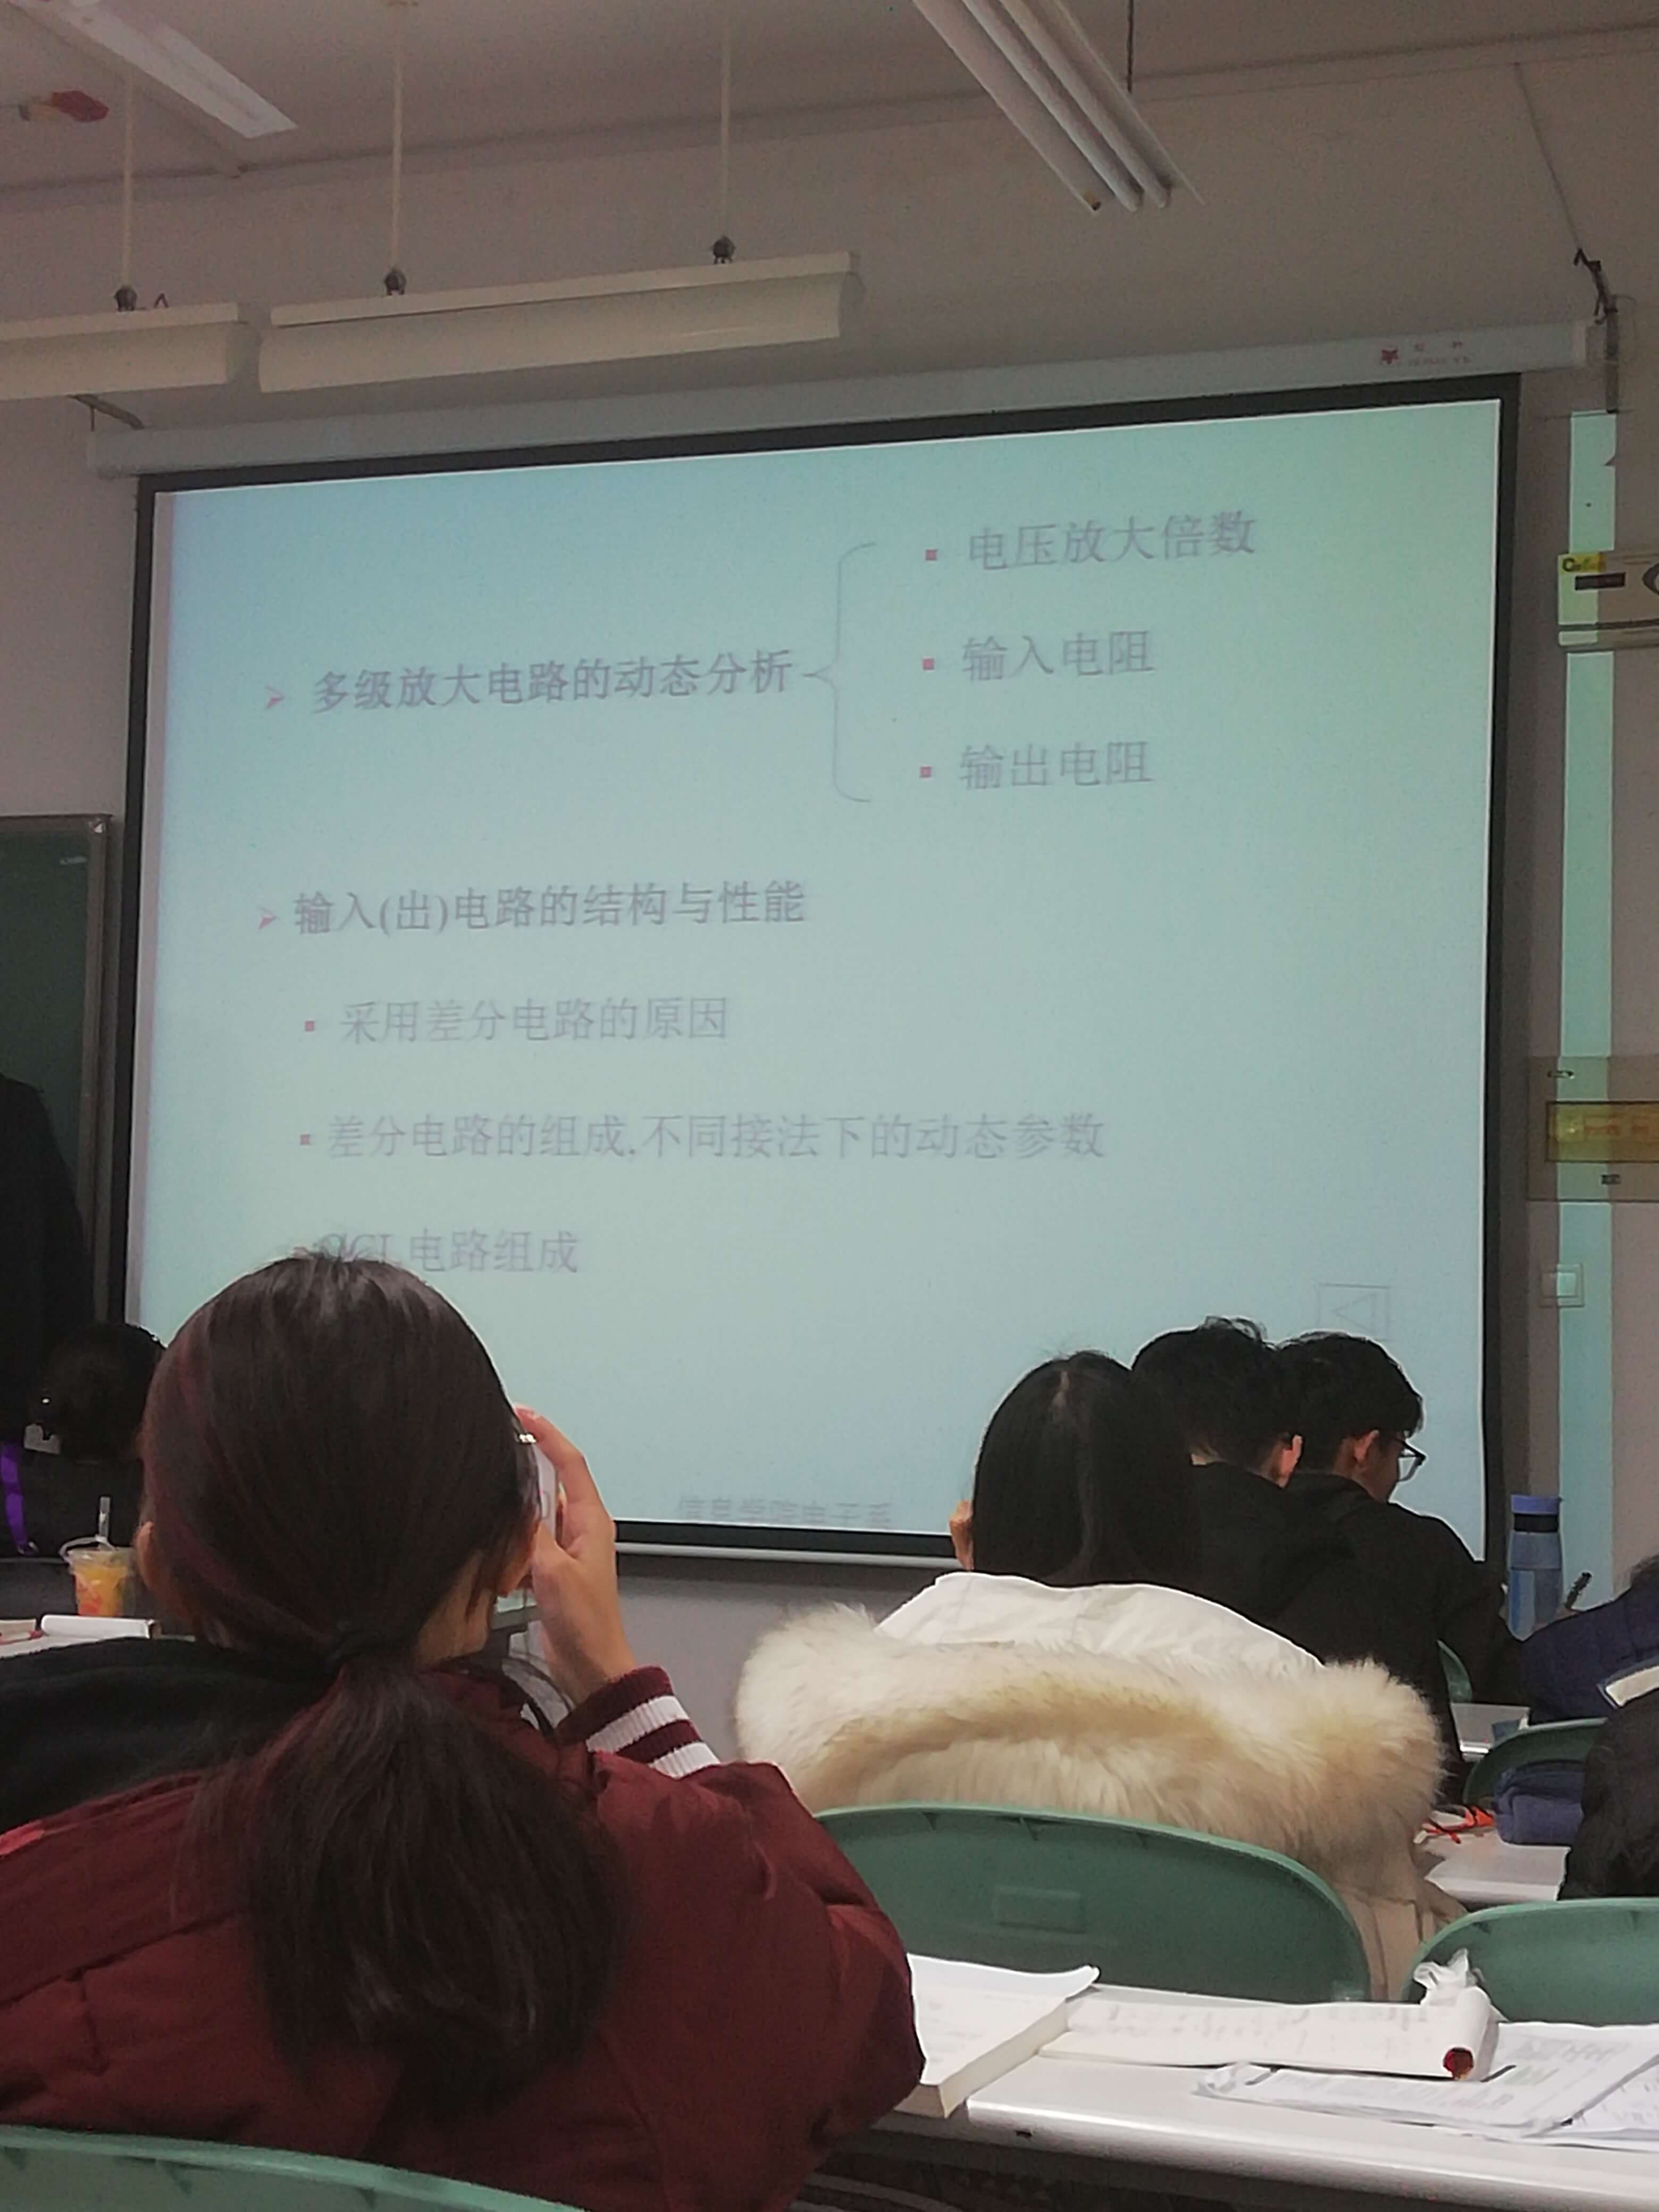 电压放大倍数
多级放大电路的动态分析
输入电阻
输出电阻
输入(出)电路的结构与性能
采用差分电路的原因
差分电路的组成.不同接法下的动态参数
电路组成
信息学院电子系